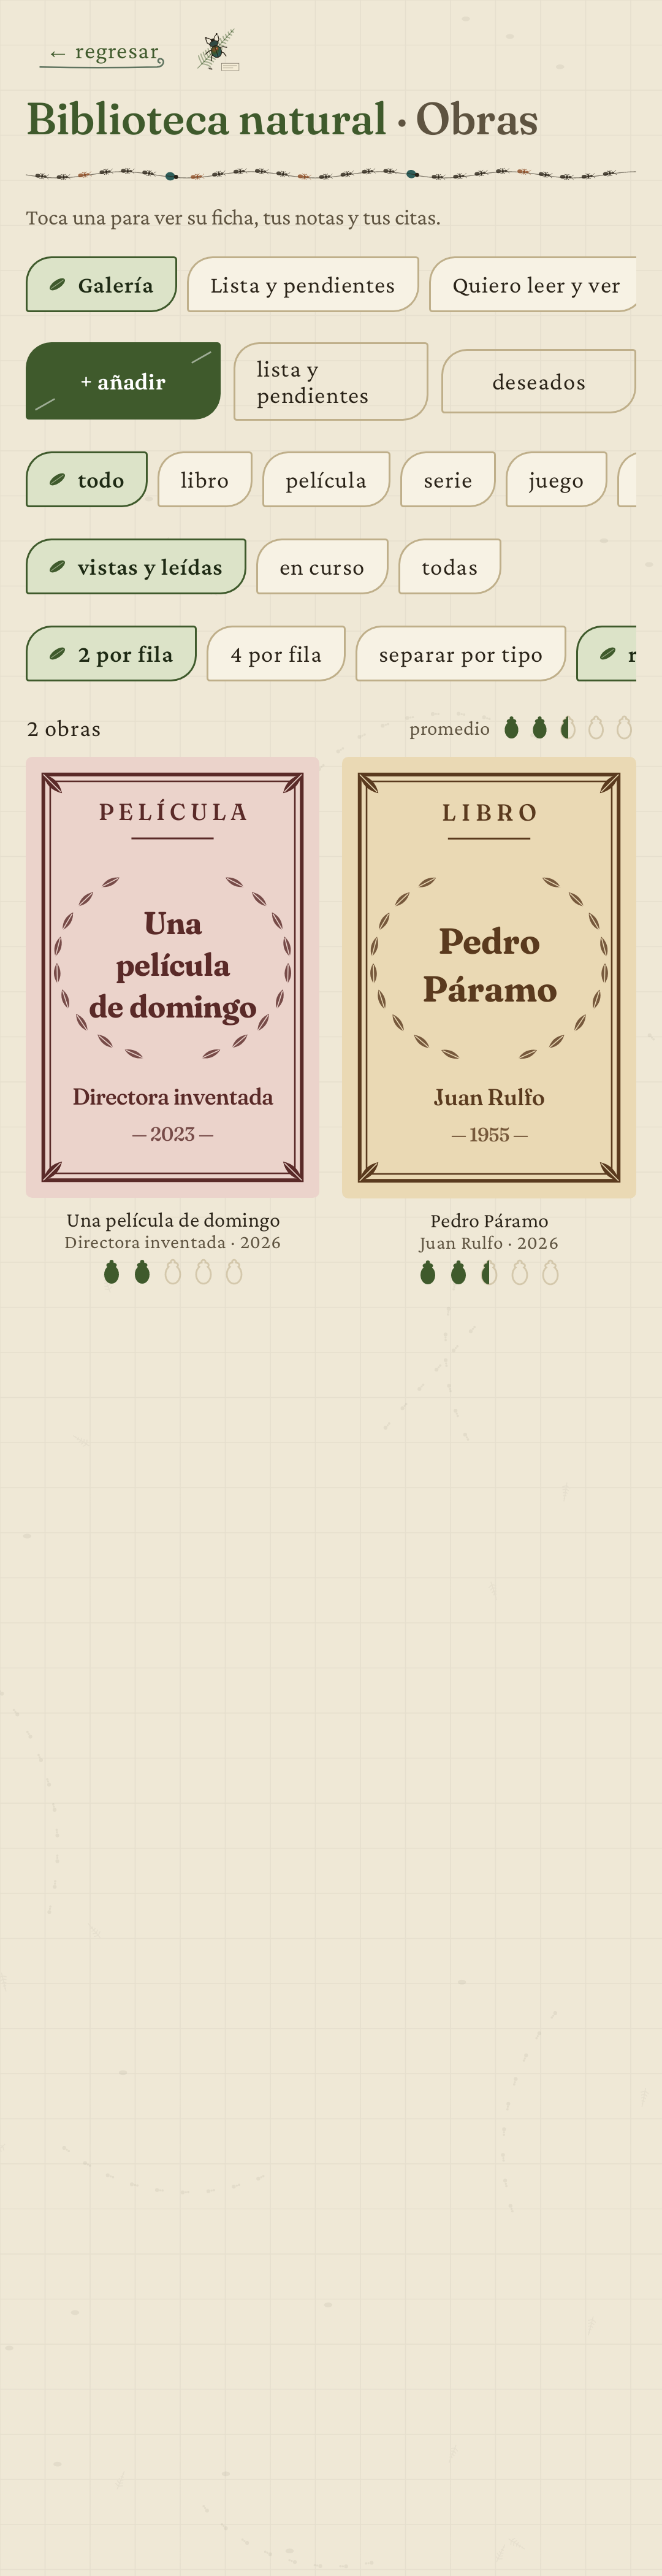 ← regresar
Biblioteca natural · Obras
Toca una para ver su ficha, tus notas y tus citas.
Galería
Lista y pendientes
Quiero leer y ver
+ añadir
lista y
pendientes
deseados
todo
libro
película
serie
juego
vistas y leídas
en curso
todas
2 por fila
4 por fila
separar por tipo
2 obras
promedio
PELÍCULA
Una
película
de domingo
Directora inventada
— 2023 —
LIBRO
Pedro
Páramo
Juan Rulfo
— 1955 —
Una película de domingo
Directora inventada · 2026
Pedro Páramo
Juan Rulfo · 2026